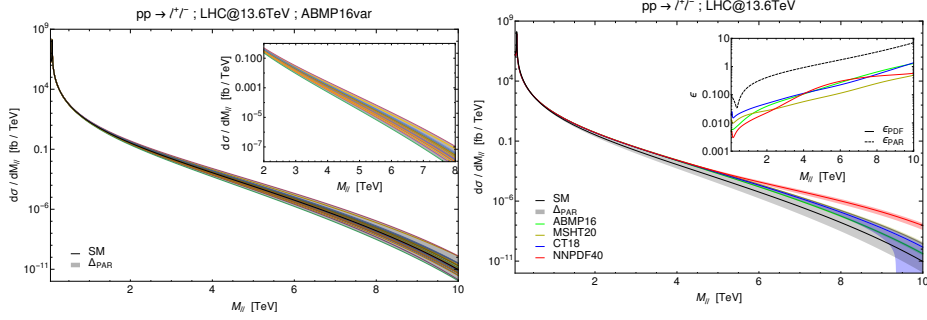 pp → l⁺l⁻ ; LHC@13.6TeV ; ABMP16var
10⁹
10⁴
0.1
10⁻⁶
10⁻¹¹
dσ / dM_ll [fb / TeV]
0.100
10⁻⁵
10⁻⁷
dσ / dM_ll [fb / TeV]
2 3 4 5 6 7 8
M_ll [TeV]
SM
Δ_PAR
2 4 6 8 10
M_ll [TeV]
pp → l⁺l⁻ ; LHC@13.6TeV
10⁹
10⁴
0.1
10⁻⁶
10⁻¹¹
dσ / dM_ll [fb / TeV]
10
1
0.100
0.010
0.001
ϵ
ϵ_PDF
ϵ_PAR
2 4 6 8 10
M_ll [TeV]
SM
Δ_PAR
ABMP16
MSHT20
CT18
NNPDF40
2 4 6 8 10
M_ll [TeV]